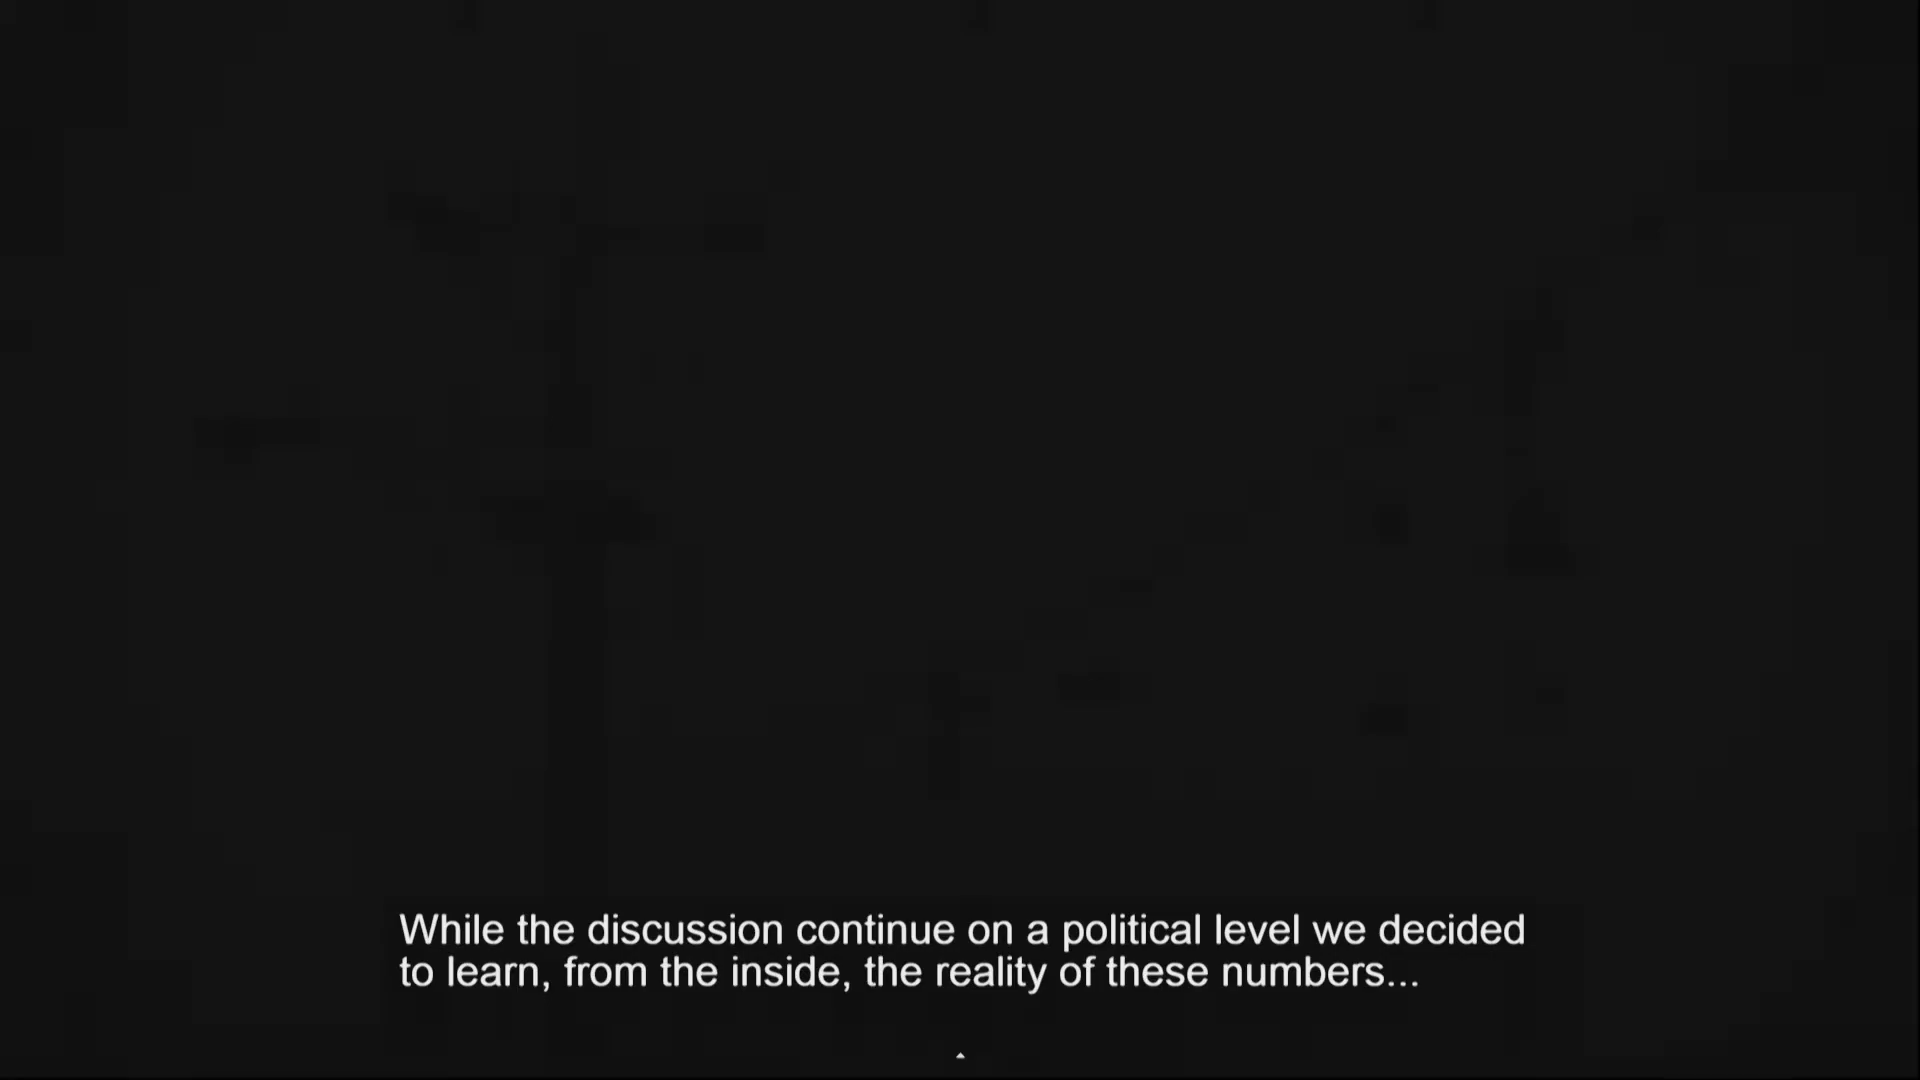 While the discussion continue on a political level we decided
to learn, from the inside, the reality of these numbers...